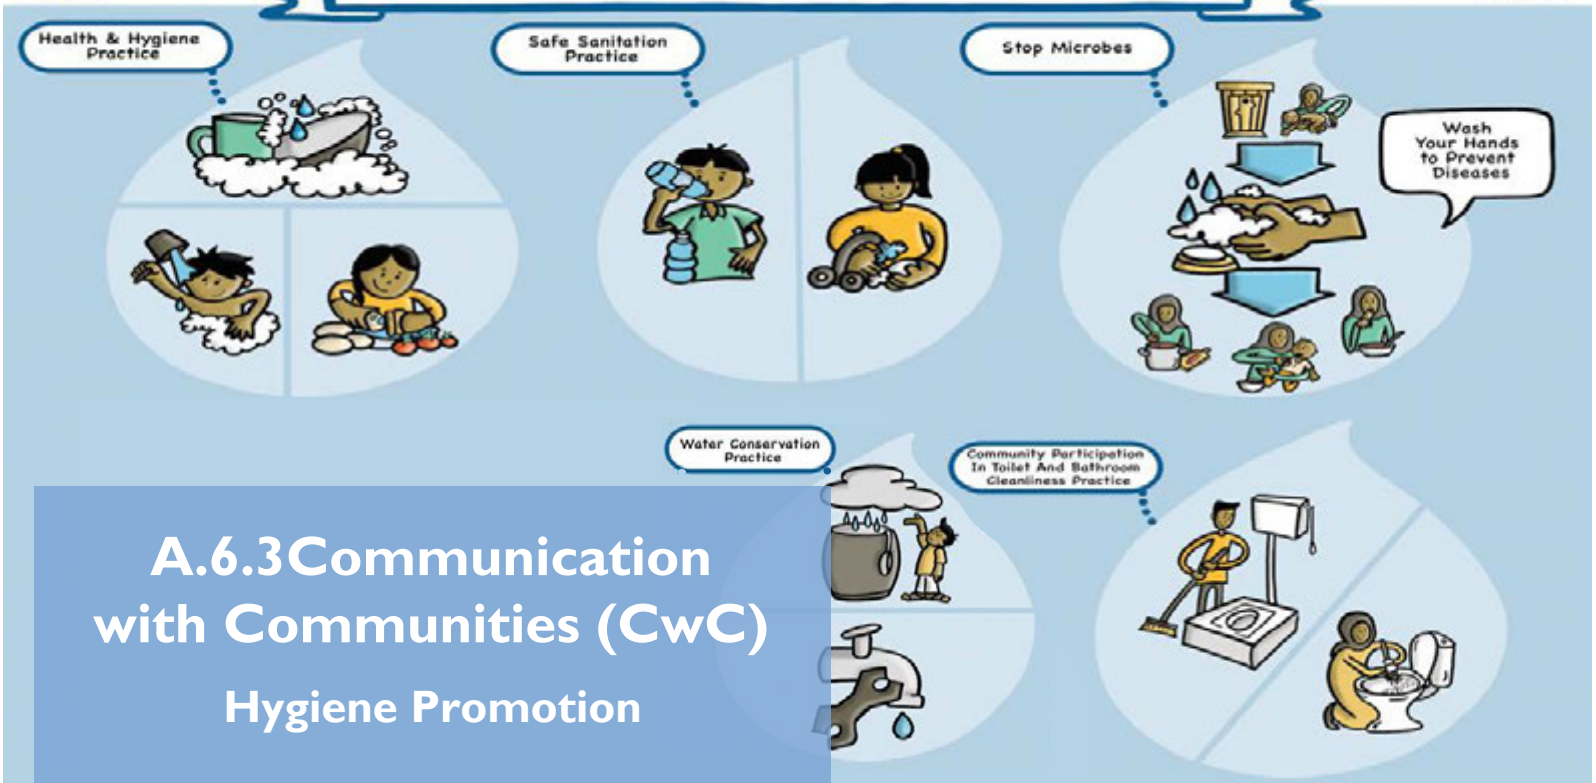 Health & Hygiene
Practice
Safe Sanitation
Practice
Stop Microbes
Wash
Your Hands
to Prevent
Diseases
Water Conservation
Practice
Community Participation
In Toilet And Bathroom
Cleanliness Practice
A.6.3Communication
with Communities (CwC)
Hygiene Promotion